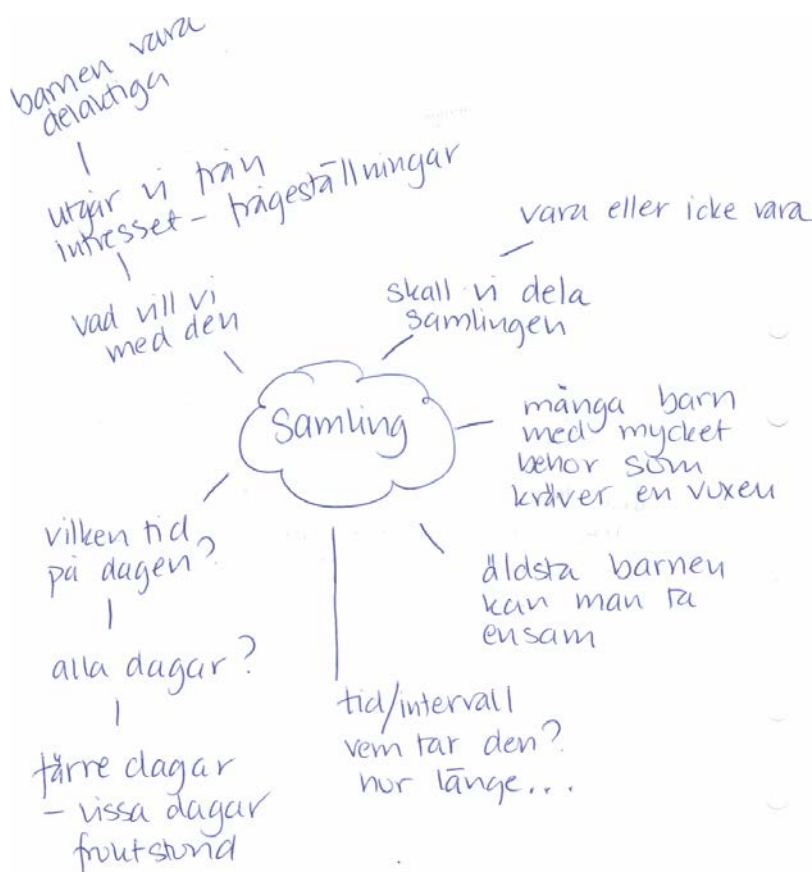 barnen vara
delaktiga
utgår vi från
intresset - frågeställningar
vad vill vi
med den
vara eller icke vara
skall vi dela
samlingen
Samling
många barn
med mycket
behov som
kräver en vuxen
äldsta barnen
kan man ta
ensam
tid/intervall
vem tar den?
hur länge...
vilken tid
på dagen?
alla dagar?
färre dagar
- vissa dagar
fruktstund